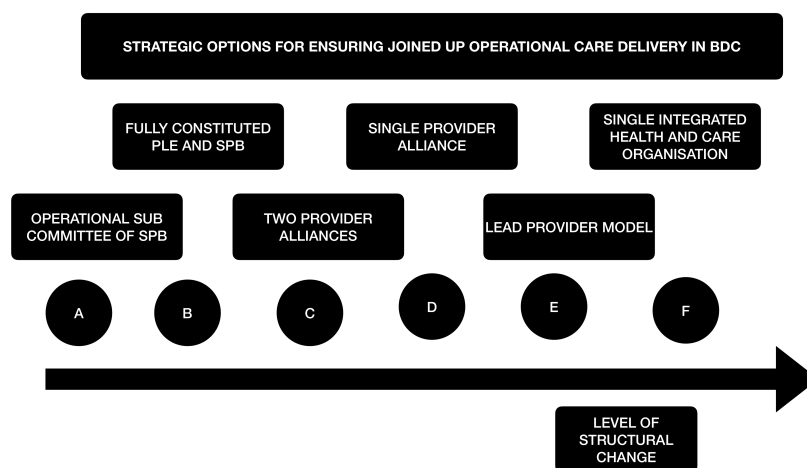 STRATEGIC OPTIONS FOR ENSURING JOINED UP OPERATIONAL CARE DELIVERY IN BDC
FULLY CONSTITUTED
PLE AND SPB
SINGLE PROVIDER
ALLIANCE
SINGLE INTEGRATED
HEALTH AND CARE
ORGANISATION
OPERATIONAL SUB
COMMITTEE OF SPB
TWO PROVIDER
ALLIANCES
LEAD PROVIDER MODEL
A
B
C
D
E
F
LEVEL OF
STRUCTURAL
CHANGE